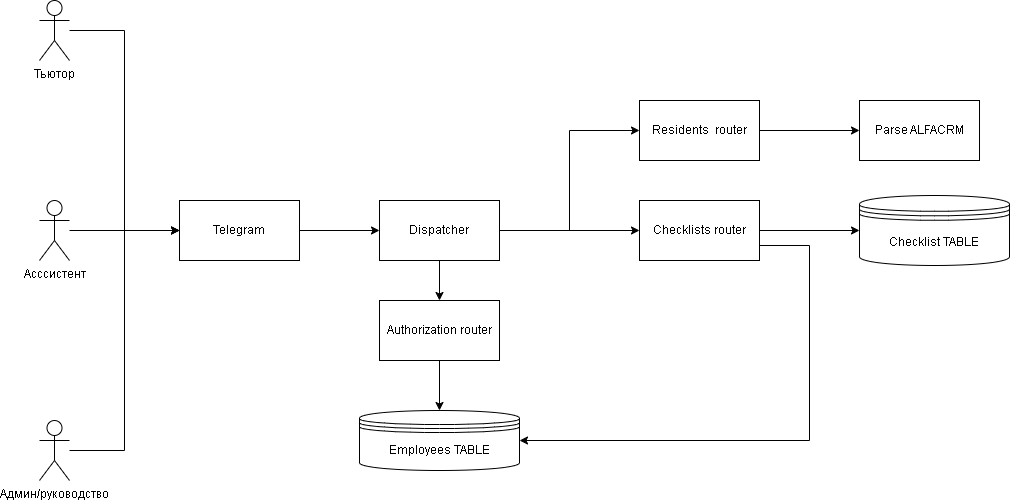 Тьютор
Residents router
Parse ALFACRM
Telegram
Dispatcher
Checklists router
Checklist TABLE
Асссистент
Authorization router
Employees TABLE
Админ/руководство